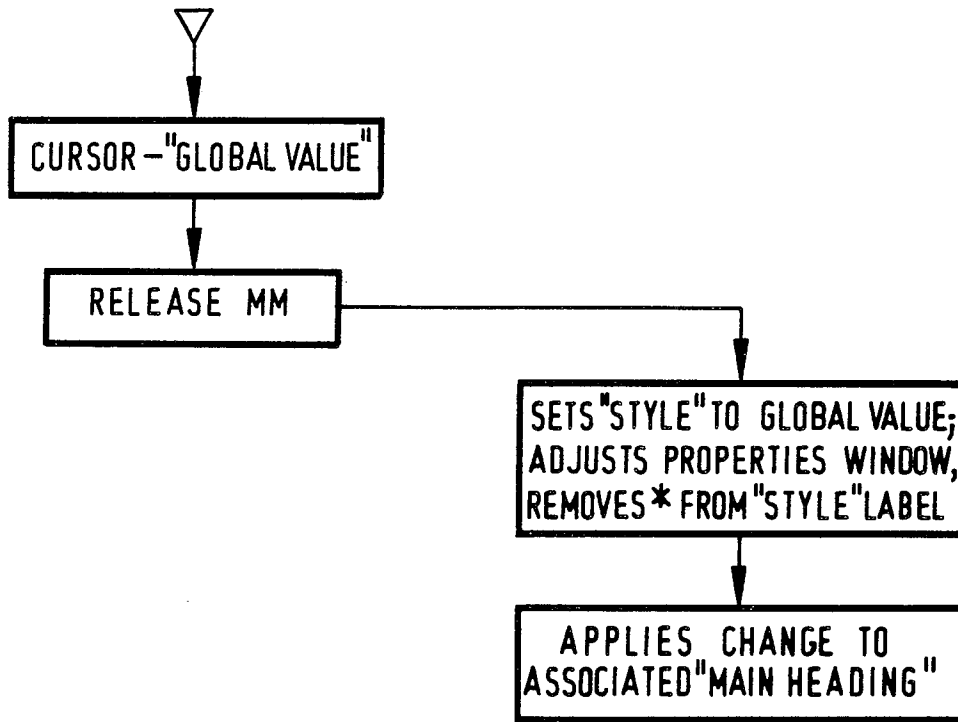 CURSOR-"GLOBAL VALUE"
RELEASE MM
SETS "STYLE" TO GLOBAL VALUE;
ADJUSTS PROPERTIES WINDOW,
REMOVES * FROM "STYLE" LABEL
APPLIES CHANGE TO
ASSOCIATED "MAIN HEADING"